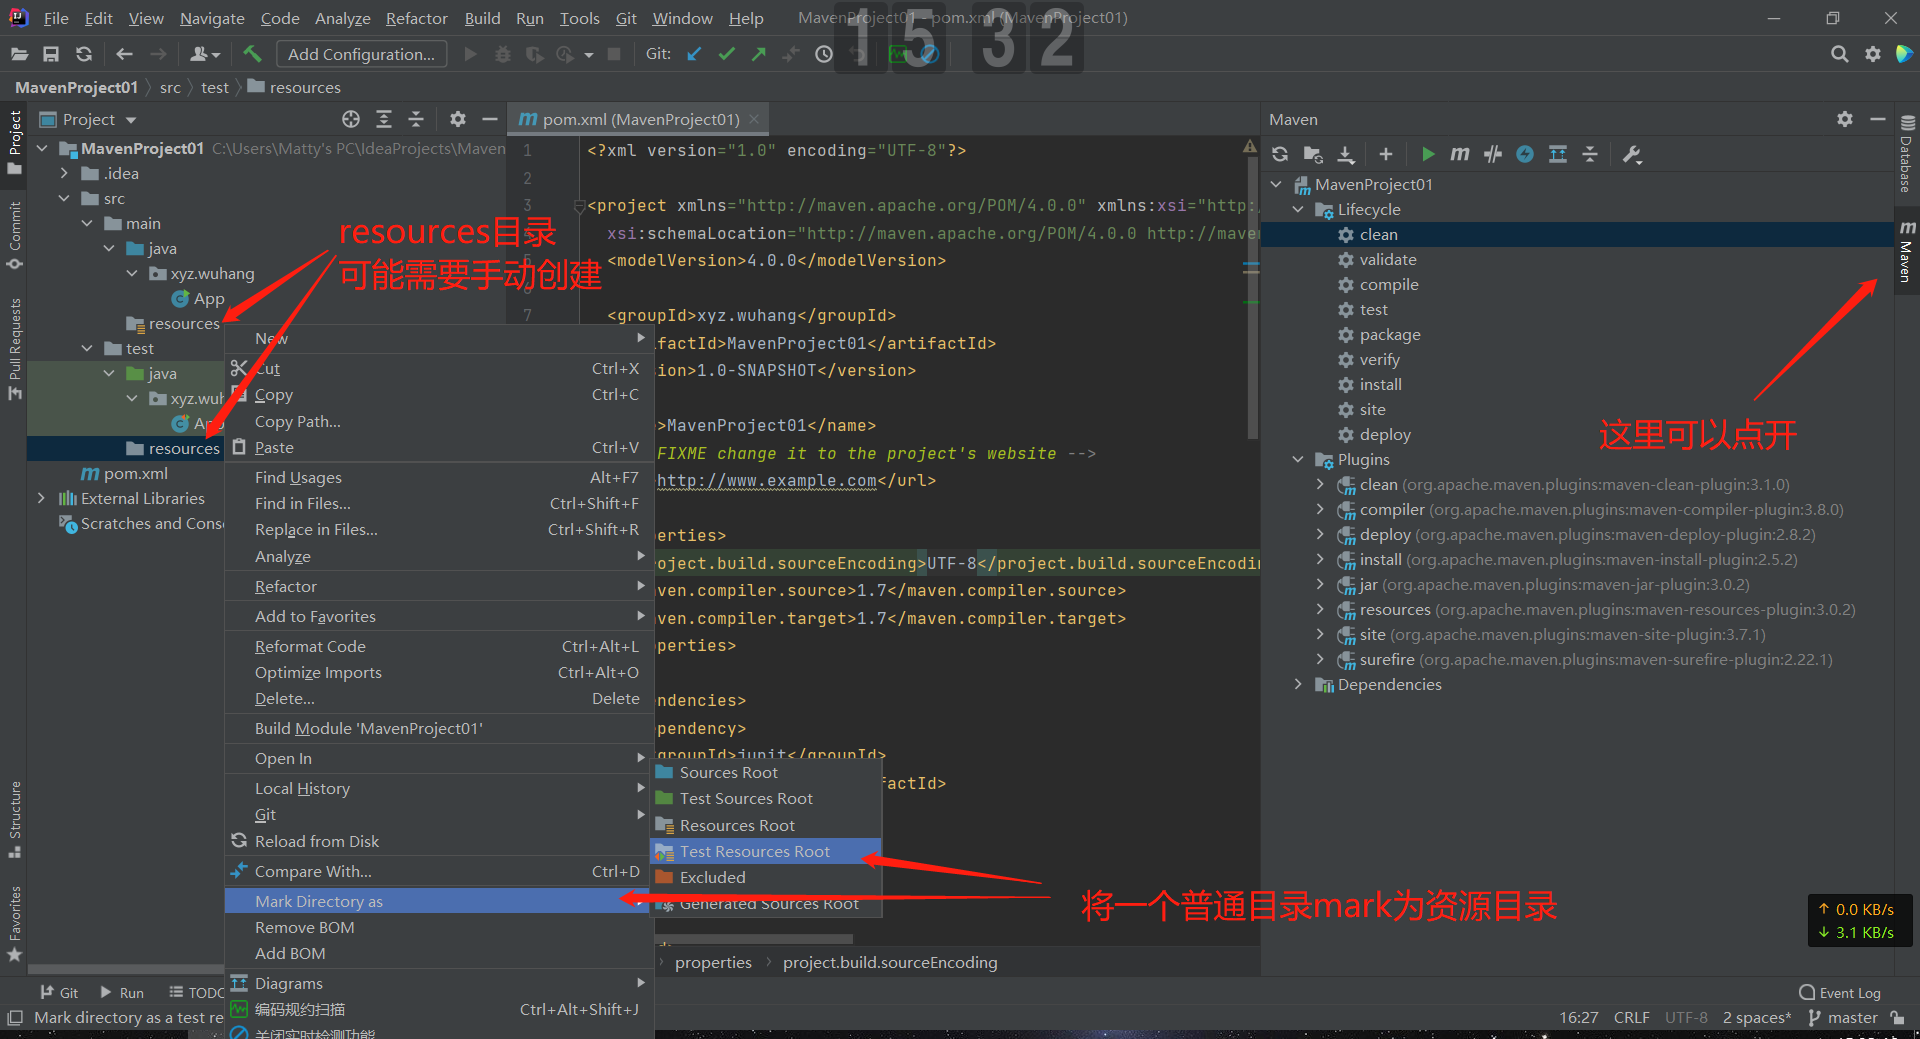 File Edit View Navigate Code Analyze Refactor Build Run Tools Git Window Help MavenProject01 - pom.xml (MavenProject01)
15 32
Add Configuration... Git:
MavenProject01 src test resources
Project
pom.xml (MavenProject01)
Maven
Project
Commit
Pull Requests
Structure
Favorites
MavenProject01 C:\Users\Matty's PC\IdeaProjects\Maven
.idea
src
main
java
xyz.wuhang
App
resources
test
java
xyz.wuh
resources
pom.xml
External Libraries
Scratches and Cons
resources目录
可能需要手动创建
1
2
3
5
7
<?xml version="1.0" encoding="UTF-8"?>
<project xmlns="http://maven.apache.org/POM/4.0.0" xmlns:xsi="http:
xsi:schemaLocation="http://maven.apache.org/POM/4.0.0 http://mave
<modelVersion>4.0.0</modelVersion>
<groupId>xyz.wuhang</groupId>
ifactId>MavenProject01</artifactId>
sion>1.0-SNAPSHOT</version>
>MavenProject01</name>
FIXME change it to the project's website -->
http://www.example.com</url>
perties>
oject.build.sourceEncoding>UTF-8</project.build.sourceEncodin
ven.compiler.source>1.7</maven.compiler.source>
ven.compiler.target>1.7</maven.compiler.target>
operties>
ndencies>
pendency>
groupId>junit</groupId>
factId>
properties project.build.sourceEncoding
New
Cut Ctrl+X
Copy Ctrl+C
Copy Path...
Paste Ctrl+V
Find Usages Alt+F7
Find in Files... Ctrl+Shift+F
Replace in Files... Ctrl+Shift+R
Analyze
Refactor
Add to Favorites
Reformat Code Ctrl+Alt+L
Optimize Imports Ctrl+Alt+O
Delete... Delete
Build Module 'MavenProject01'
Open In
Local History
Git
Reload from Disk
Compare With... Ctrl+D
Mark Directory as
Remove BOM
Add BOM
Diagrams
编码规约扫描 Ctrl+Alt+Shift+J
关闭实时检测功能
Sources Root
Test Sources Root
Resources Root
Test Resources Root
Excluded
Generated Sources Root
将一个普通目录mark为资源目录
MavenProject01
Lifecycle
clean
validate
compile
test
package
verify
install
site
deploy
Plugins
clean (org.apache.maven.plugins:maven-clean-plugin:3.1.0)
compiler (org.apache.maven.plugins:maven-compiler-plugin:3.8.0)
deploy (org.apache.maven.plugins:maven-deploy-plugin:2.8.2)
install (org.apache.maven.plugins:maven-install-plugin:2.5.2)
jar (org.apache.maven.plugins:maven-jar-plugin:3.0.2)
resources (org.apache.maven.plugins:maven-resources-plugin:3.0.2)
site (org.apache.maven.plugins:maven-site-plugin:3.7.1)
surefire (org.apache.maven.plugins:maven-surefire-plugin:2.22.1)
Dependencies
这里可以点开
Database
Maven
↑ 0.0 KB/s
↓ 3.1 KB/s
Git Run TODO
Event Log
Mark directory as a test re
16:27 CRLF UTF-8 2 spaces* master